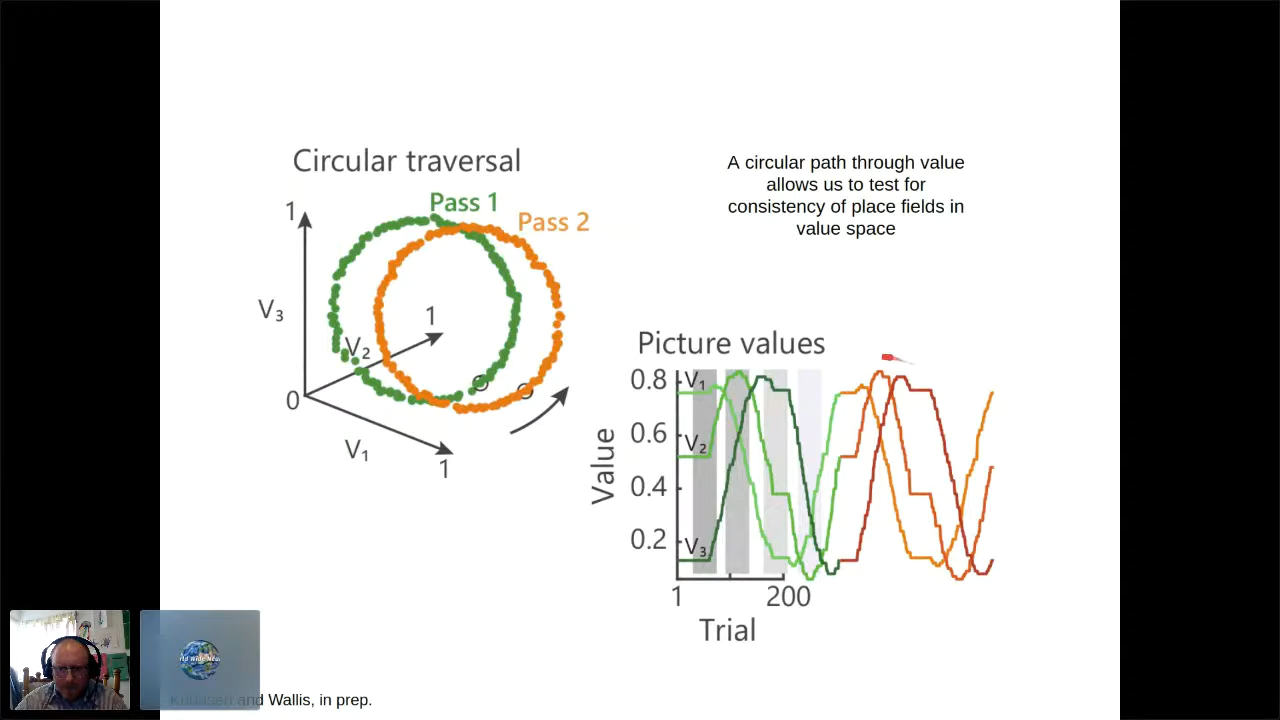 Circular traversal
Pass 1
Pass 2
1
V₃
1
V₂
0
V₁
1
A circular path through value
allows us to test for
consistency of place fields in
value space
Picture values
0.8
V₁
0.6
V₂
Value
0.4
0.2
V₃
1
200
Trial
and Wallis, in prep.